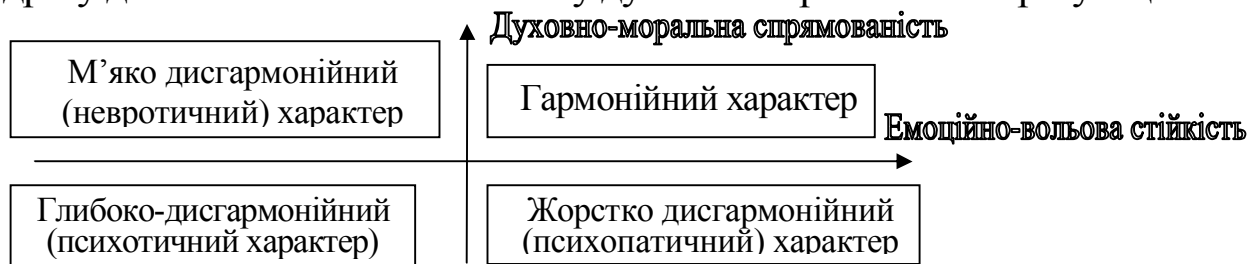 Духовно-моральна спрямованість
М’яко дисгармонійний
(невротичний) характер
Гармонійний характер
Емоційно-вольова стійкість
Глибоко-дисгармонійний
(психотичний характер)
Жорстко дисгармонійний
(психопатичний) характер